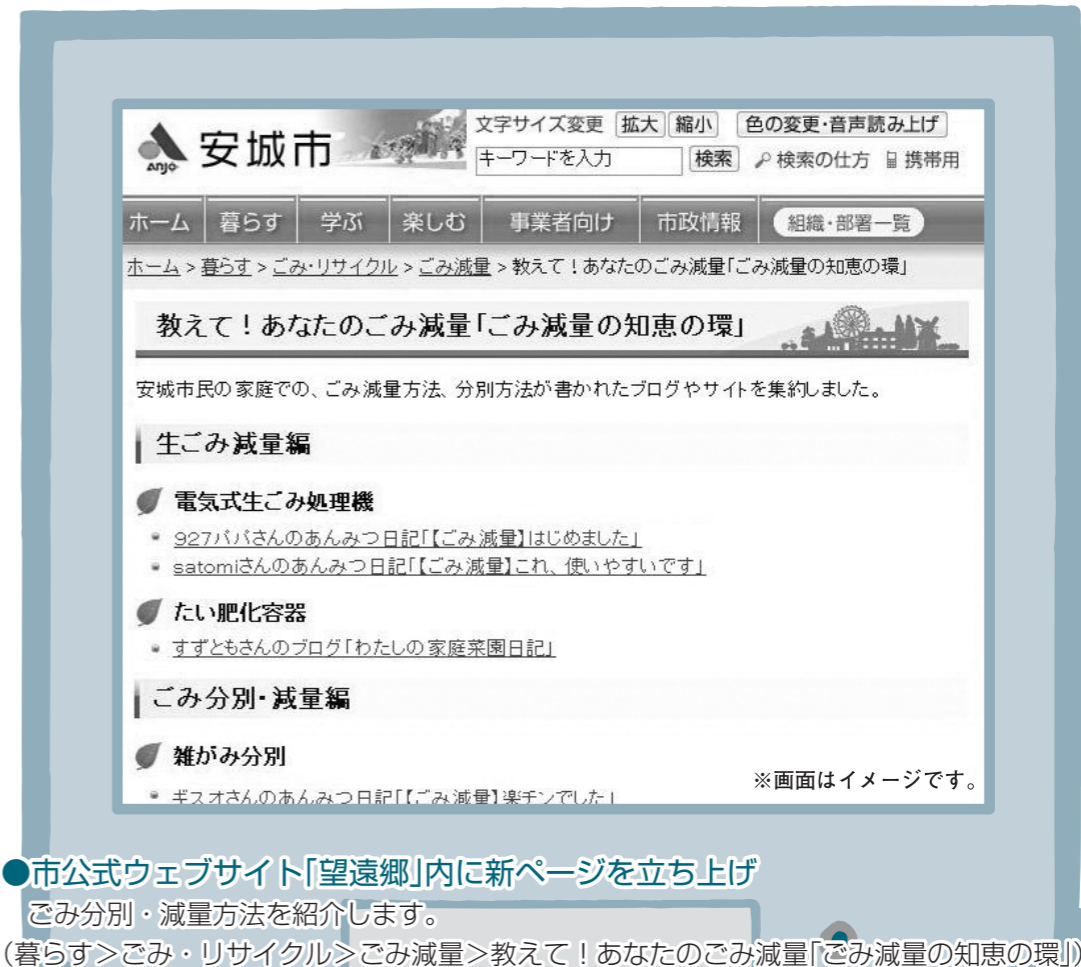 文字サイズ変更 拡大 縮小 色の変更・音声読み上げ
ANJO 安城市
キーワードを入力 検索 検索の仕方 携帯用
ホーム 暮らす 学ぶ 楽しむ 事業者向け 市政情報 組織・部署一覧
ホーム > 暮らす > ごみ・リサイクル > ごみ減量 > 教えて！あなたのごみ減量「ごみ減量の知恵の環」
教えて！あなたのごみ減量「ごみ減量の知恵の環」
安城市民の家庭での、ごみ減量方法、分別方法が書かれたブログやサイトを集約しました。
生ごみ減量編
電気式生ごみ処理機
927パパさんのあんみつ日記「【ごみ減量】はじめました」
satomiさんのあんみつ日記「【ごみ減量】これ、使いやすいです」
たい肥化容器
すずともさんのブログ「わたしの家庭菜園日記」
ごみ分別・減量編
雑がみ分別
※画面はイメージです。
ギスオさんのあんみつ日記「【ごみ減量】楽チンでした」
●市公式ウェブサイト「望遠郷」内に新ページを立ち上げ
ごみ分別・減量方法を紹介します。
（暮らす＞ごみ・リサイクル＞ごみ減量＞教えて！あなたのごみ減量「ごみ減量の知恵の環」）